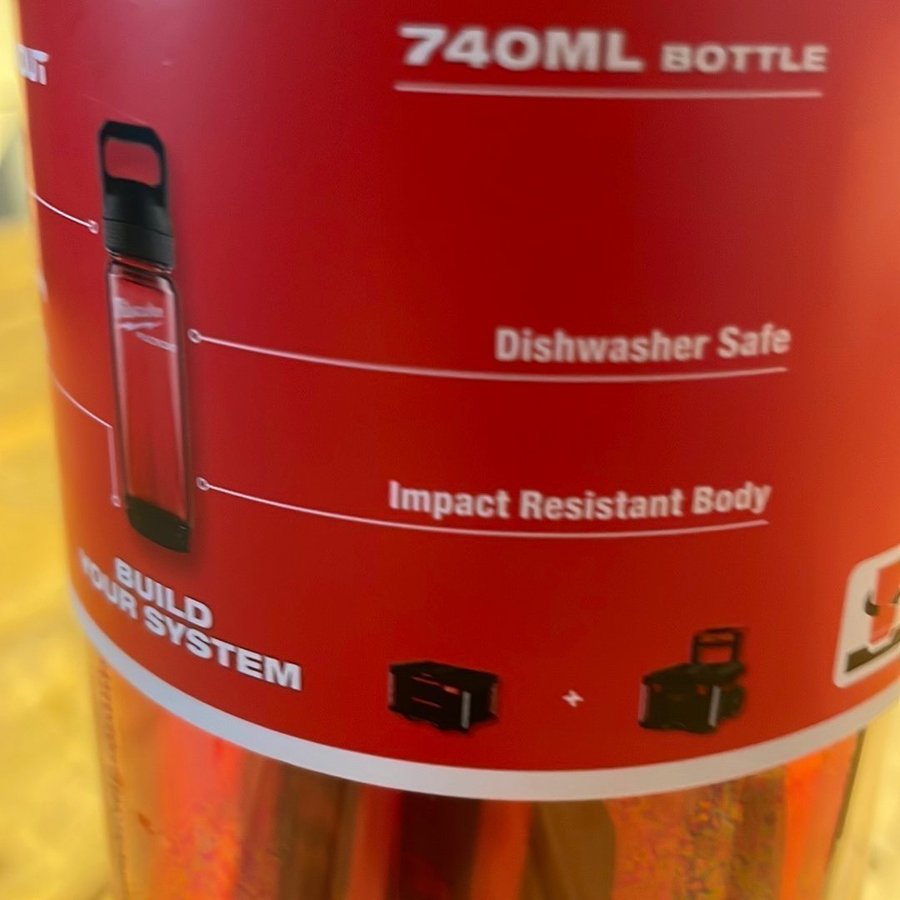 740ML BOTTLE
Dishwasher Safe
Impact Resistant Body
BUILD
YOUR SYSTEM
+